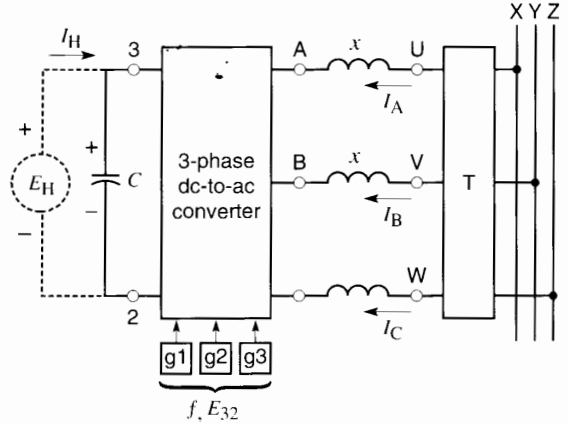 X Y Z
I_H
3
A
x
U
I_A
+
+
E_H
C
−
−
3-phase
dc-to-ac
converter
B
x
V
T
I_B
2
x
W
I_C
g1
g2
g3
f, E_32